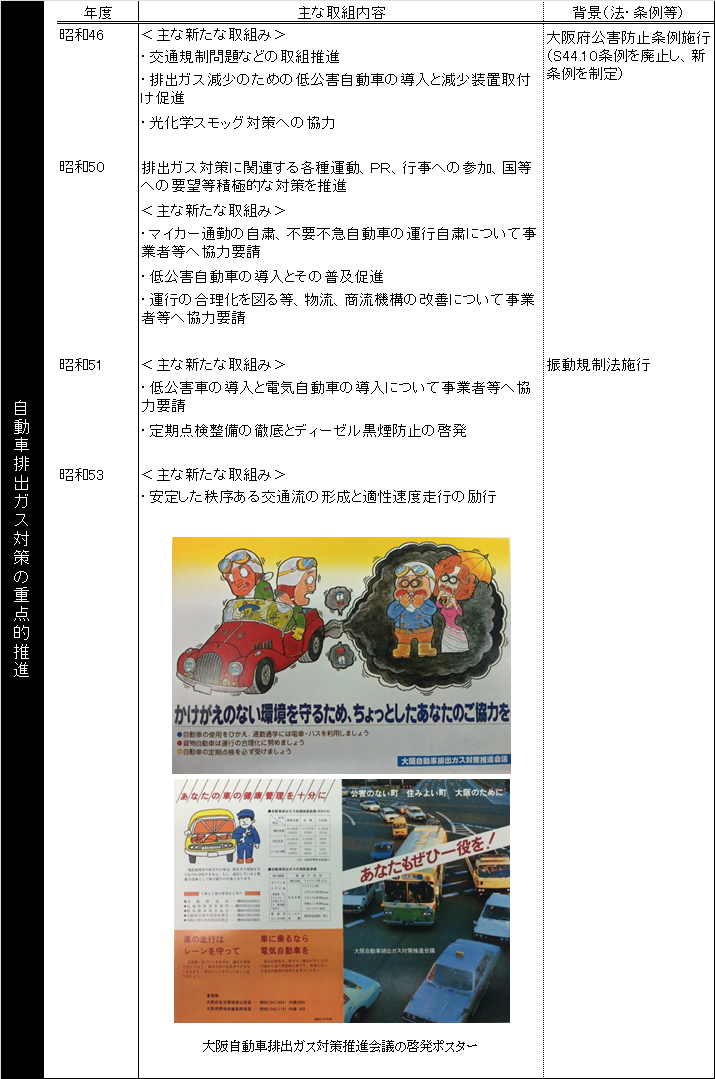 年度 主な取組内容 背景（法・条例等）
自動車排出ガス対策の重点的推進
昭和46 ＜主な新たな取組み＞
・交通規制問題などの取組推進
・排出ガス減少のための低公害自動車の導入と減少装置取付
け促進
・光化学スモッグ対策への協力
大阪府公害防止条例施行
（S44.10条例を廃止し、新
条例を制定）
昭和50 排出ガス対策に関連する各種運動、PR、行事への参加、国等
への要望等積極的な対策を推進
＜主な新たな取組み＞
・マイカー通勤の自粛、不要不急自動車の運行自粛について事
業者等へ協力要請
・低公害自動車の導入とその普及促進
・運行の合理化を図る等、物流、商流機構の改善について事業
者等へ協力要請
昭和51 ＜主な新たな取組み＞ 振動規制法施行
・低公害車の導入と電気自動車の導入について事業者等へ協
力要請
・定期点検整備の徹底とディーゼル黒煙防止の啓発
昭和53 ＜主な新たな取組み＞
・安定した秩序ある交通流の形成と適性速度走行の励行
かけがえのない環境を守るため、ちょっとしたあなたのご協力を
●自動車の使用をひかえ、通勤通学には電車・バスを利用しましょう
●貨物自動車は運行の合理化に努めましょう
●自動車の定期点検を必ず受けましょう
大阪自動車排出ガス対策推進会議
あなたの車の健康管理を十分に
車の走行は
レーンを守って
車に乗るなら
電気自動車を
公害のない町 住みよい町 大阪のために
あなたもぜひ一役を！
大阪自動車排出ガス対策推進会議
大阪自動車排出ガス対策推進会議の啓発ポスター